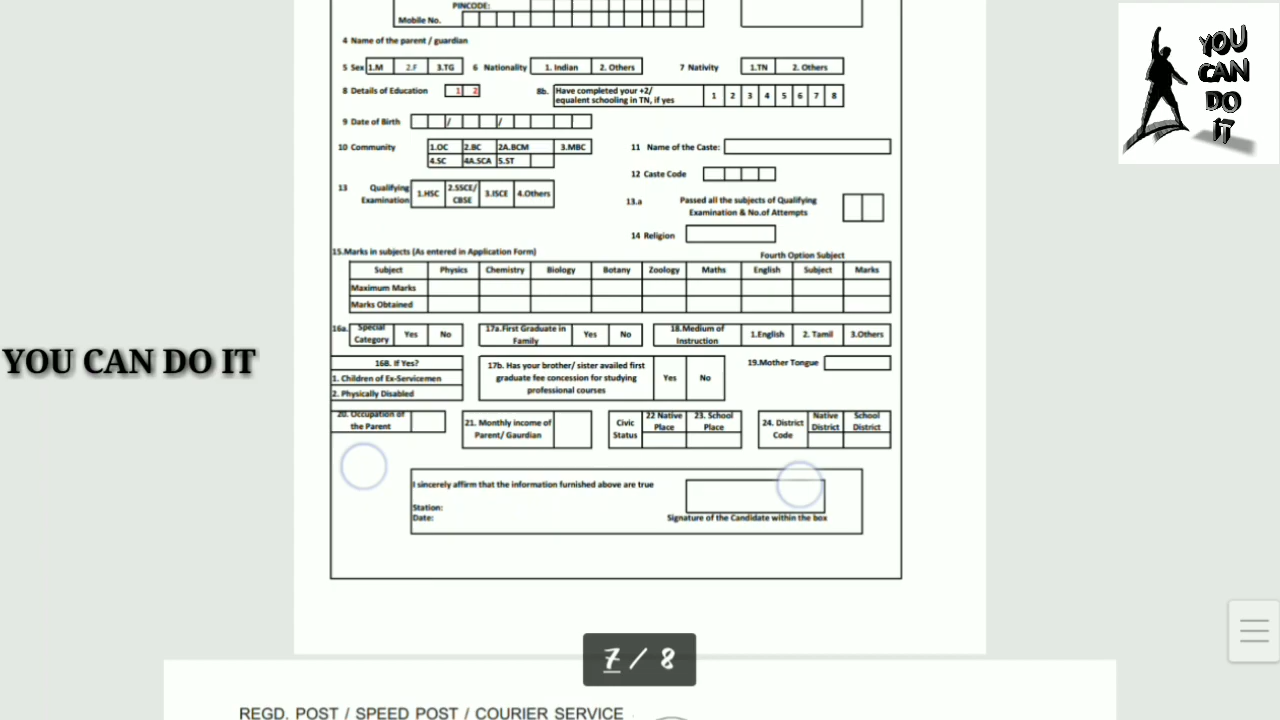 PINCODE:
Mobile No.
4 Name of the parent / guardian
5 Sex 1.M 2.F 3.TG 6 Nationality 1. Indian 2. Others 7 Nativity 1.TN 2. Others
8 Details of Education 1 2 8b. Have completed your +2/
equalent schooling in TN, if yes 1 2 3 4 5 6 7 8
9 Date of Birth / /
10 Community 1.OC 2.BC 2A.BCM 3.MBC 11 Name of the Caste:
4.SC 4A.SCA 5.ST
12 Caste Code
13 Qualifying Examination 1.HSC 2.SSCE/ CBSE 3.ISCE 4.Others
13.a Passed all the subjects of Qualifying
Examination & No.of Attempts
14 Religion
15.Marks in subjects (As entered in Application Form)
Fourth Option Subject
Subject Physics Chemistry Biology Botany Zoology Maths English Subject Marks
Maximum Marks
Marks Obtained
16a. Special Category Yes No 17a.First Graduate in Family Yes No 18.Medium of Instruction 1.English 2. Tamil 3.Others
16B. If Yes?
1. Children of Ex-Servicemen
2. Physically Disabled
17b. Has your brother/ sister availed first
graduate fee concession for studying
professional courses
Yes No
19.Mother Tongue
20. Occupation of
the Parent
21. Monthly income of
Parent/ Gaurdian
Civic Status 22 Native Place 23. School Place
24. District Code Native District School District
I sincerely affirm that the information furnished above are true
Station:
Date:
Signature of the Candidate within the box
7 / 8
REGD. POST / SPEED POST / COURIER SERVICE
YOU CAN DO IT
YOU
CAN
DO
IT